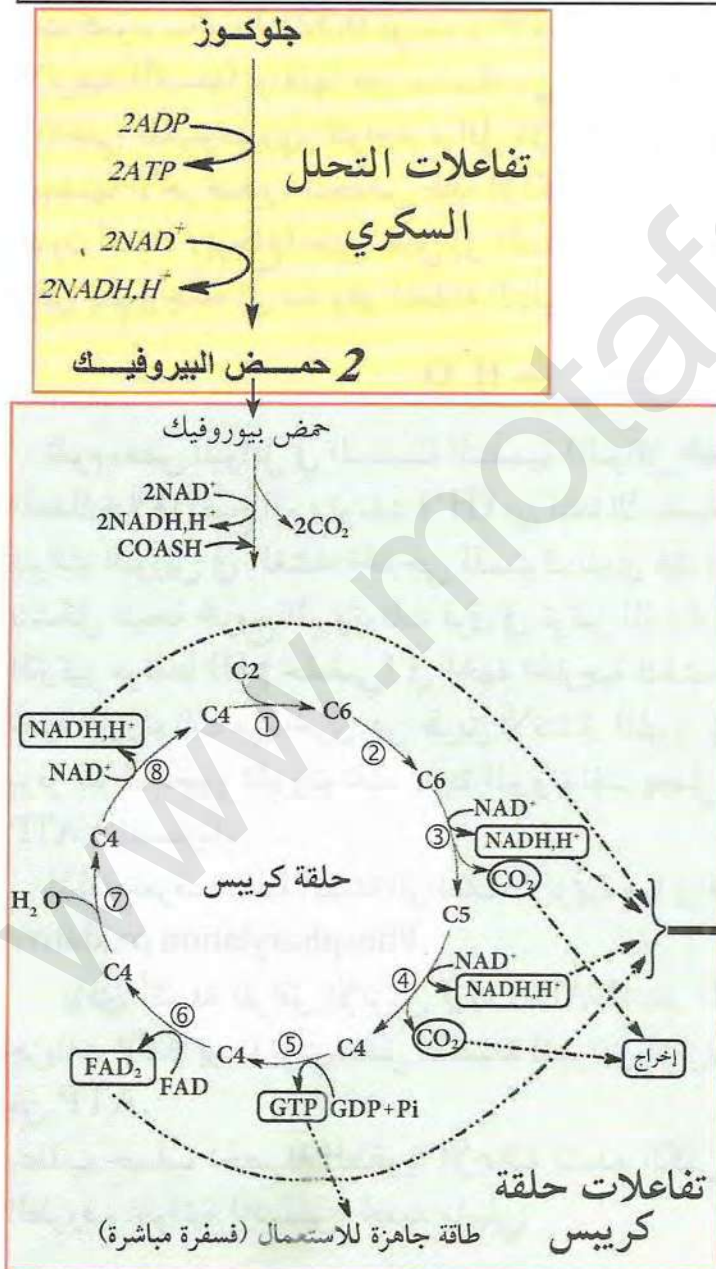 جلوكوز
2ADP
2ATP
تفاعلات التحلل
السكري
2NAD⁺
2NADH.H⁺
2 حمض البيروفيك
حمض بيوروفيك
2NAD⁺
2NADH,H
2CO₂
COASH
C2
C4
①
C6
②
C6
NADH,H⁺
NAD⁺
⑧
③
NAD⁺
NADH,H⁺
CO₂
C4
حلقة كريبس
C5
H₂O
⑦
④
NAD⁺
NADH,H⁺
CO₂
C4
⑥
C4
⑤
C4
إخراج
FAD₂
FAD
GTP
GDP+Pi
تفاعلات حلقة
كريبس
طاقة جاهزة للاستعمال (فسفرة مباشرة)
www.motaf